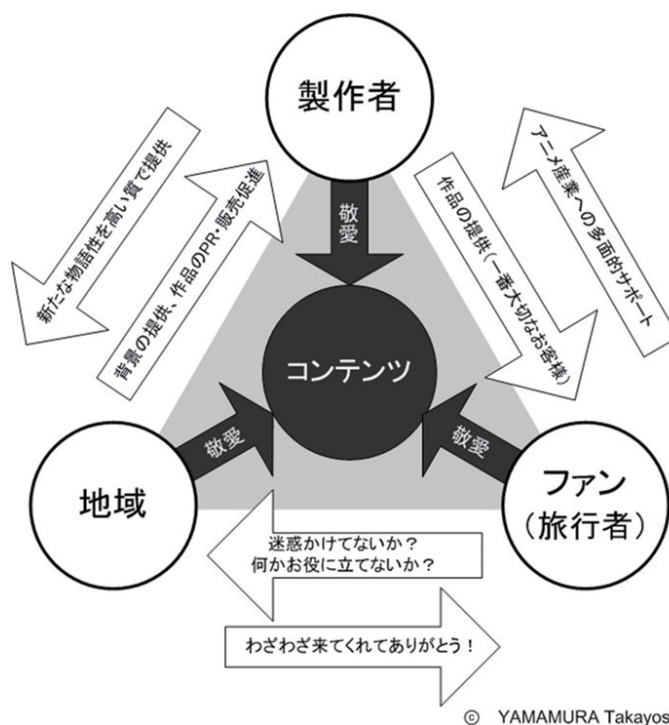 製作者
新たな物語性を高い質で提供
背景の提供、作品のPR・販売促進
敬愛
作品の提供(一番大切なお客様)
アニメ産業への多面的サポート
コンテンツ
敬愛
敬愛
地域
ファン
(旅行者)
迷惑かけてないか？
何かお役に立てないか？
わざわざ来てくれてありがとう！
© YAMAMURA Takayos